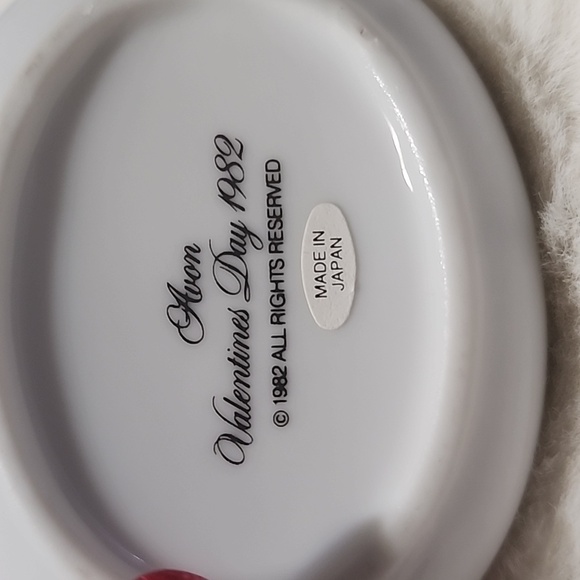 Avon
Valentines Day 1982
© 1982 ALL RIGHTS RESERVED
MADE IN
JAPAN